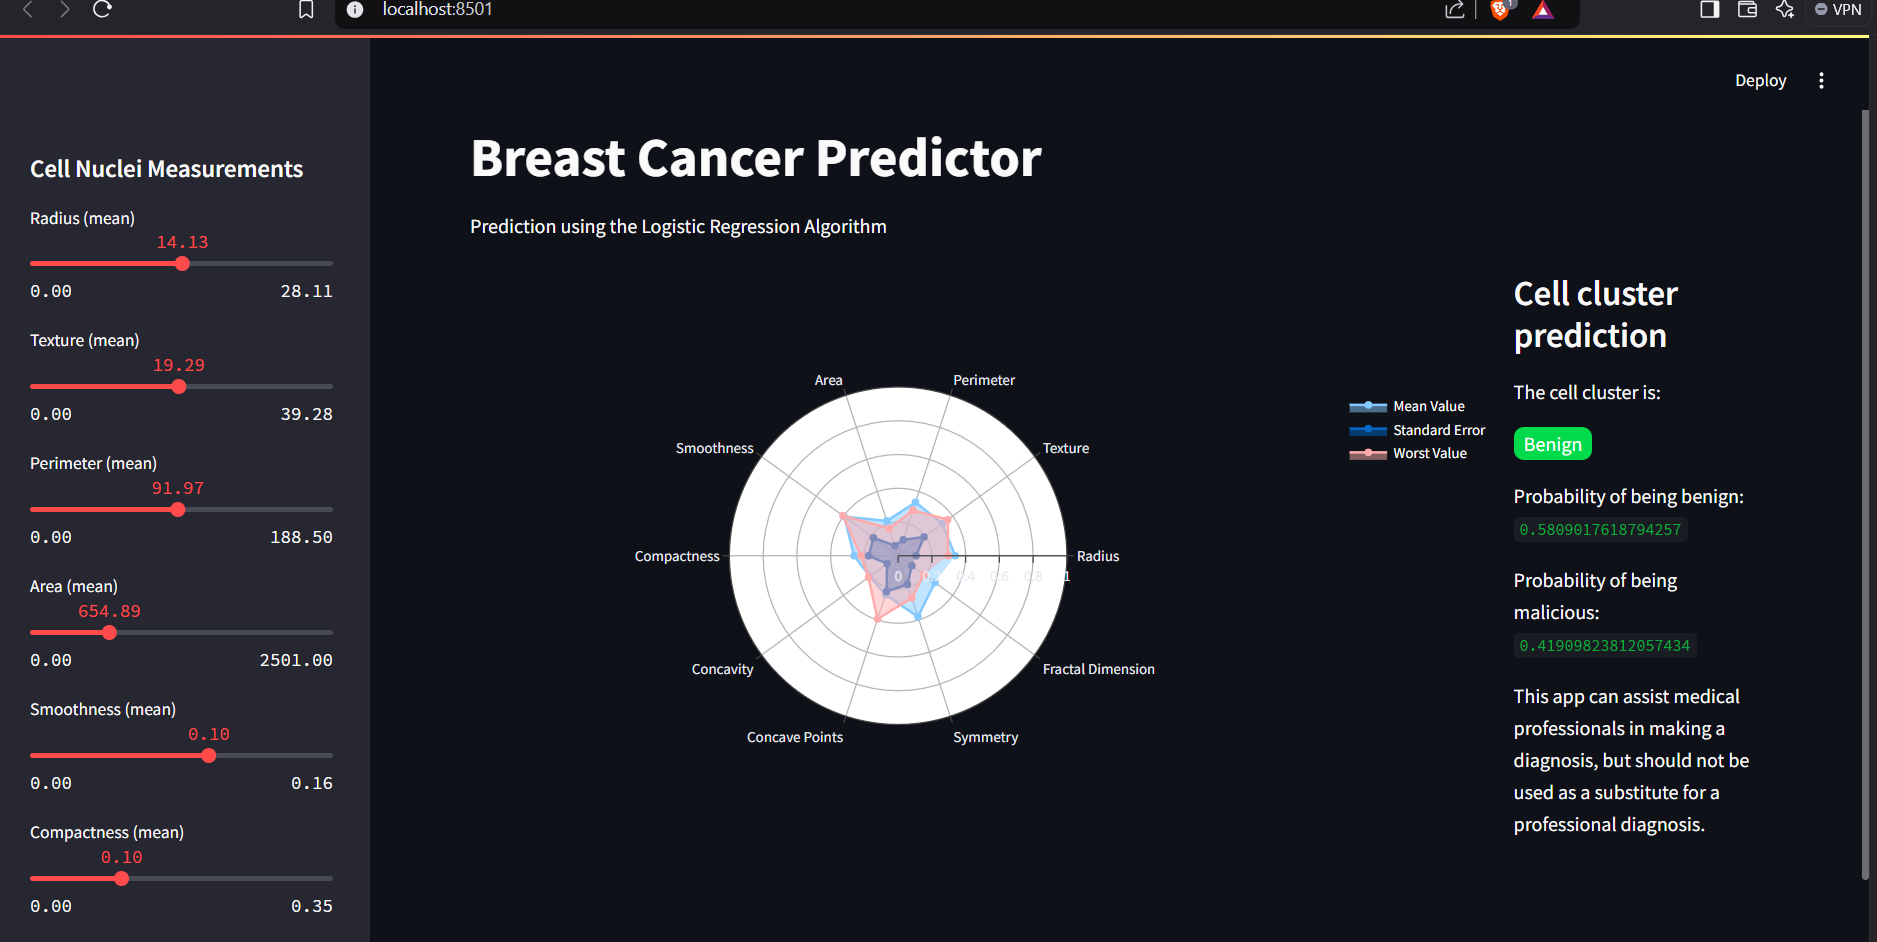 localhost:8501
VPN
Deploy
Cell Nuclei Measurements
Radius (mean)
14.13
0.00 28.11
Texture (mean)
19.29
0.00 39.28
Perimeter (mean)
91.97
0.00 188.50
Area (mean)
654.89
0.00 2501.00
Smoothness (mean)
0.10
0.00 0.16
Compactness (mean)
0.10
0.00 0.35
Breast Cancer Predictor
Prediction using the Logistic Regression Algorithm
Area
Perimeter
Smoothness
Texture
Compactness
Radius
0 0.2 0.4 0.6 0.8 1
Concavity
Fractal Dimension
Concave Points
Symmetry
Mean Value
Standard Error
Worst Value
Cell cluster
prediction
The cell cluster is:
Benign
Probability of being benign:
0.5809017618794257
Probability of being
malicious:
0.41909823812057434
This app can assist medical
professionals in making a
diagnosis, but should not be
used as a substitute for a
professional diagnosis.